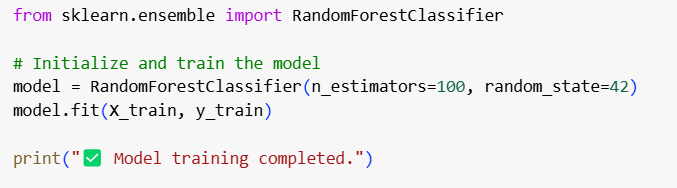 from sklearn.ensemble import RandomForestClassifier
# Initialize and train the model
model = RandomForestClassifier(n_estimators=100, random_state=42)
model.fit(X_train, y_train)
print("✅ Model training completed.")